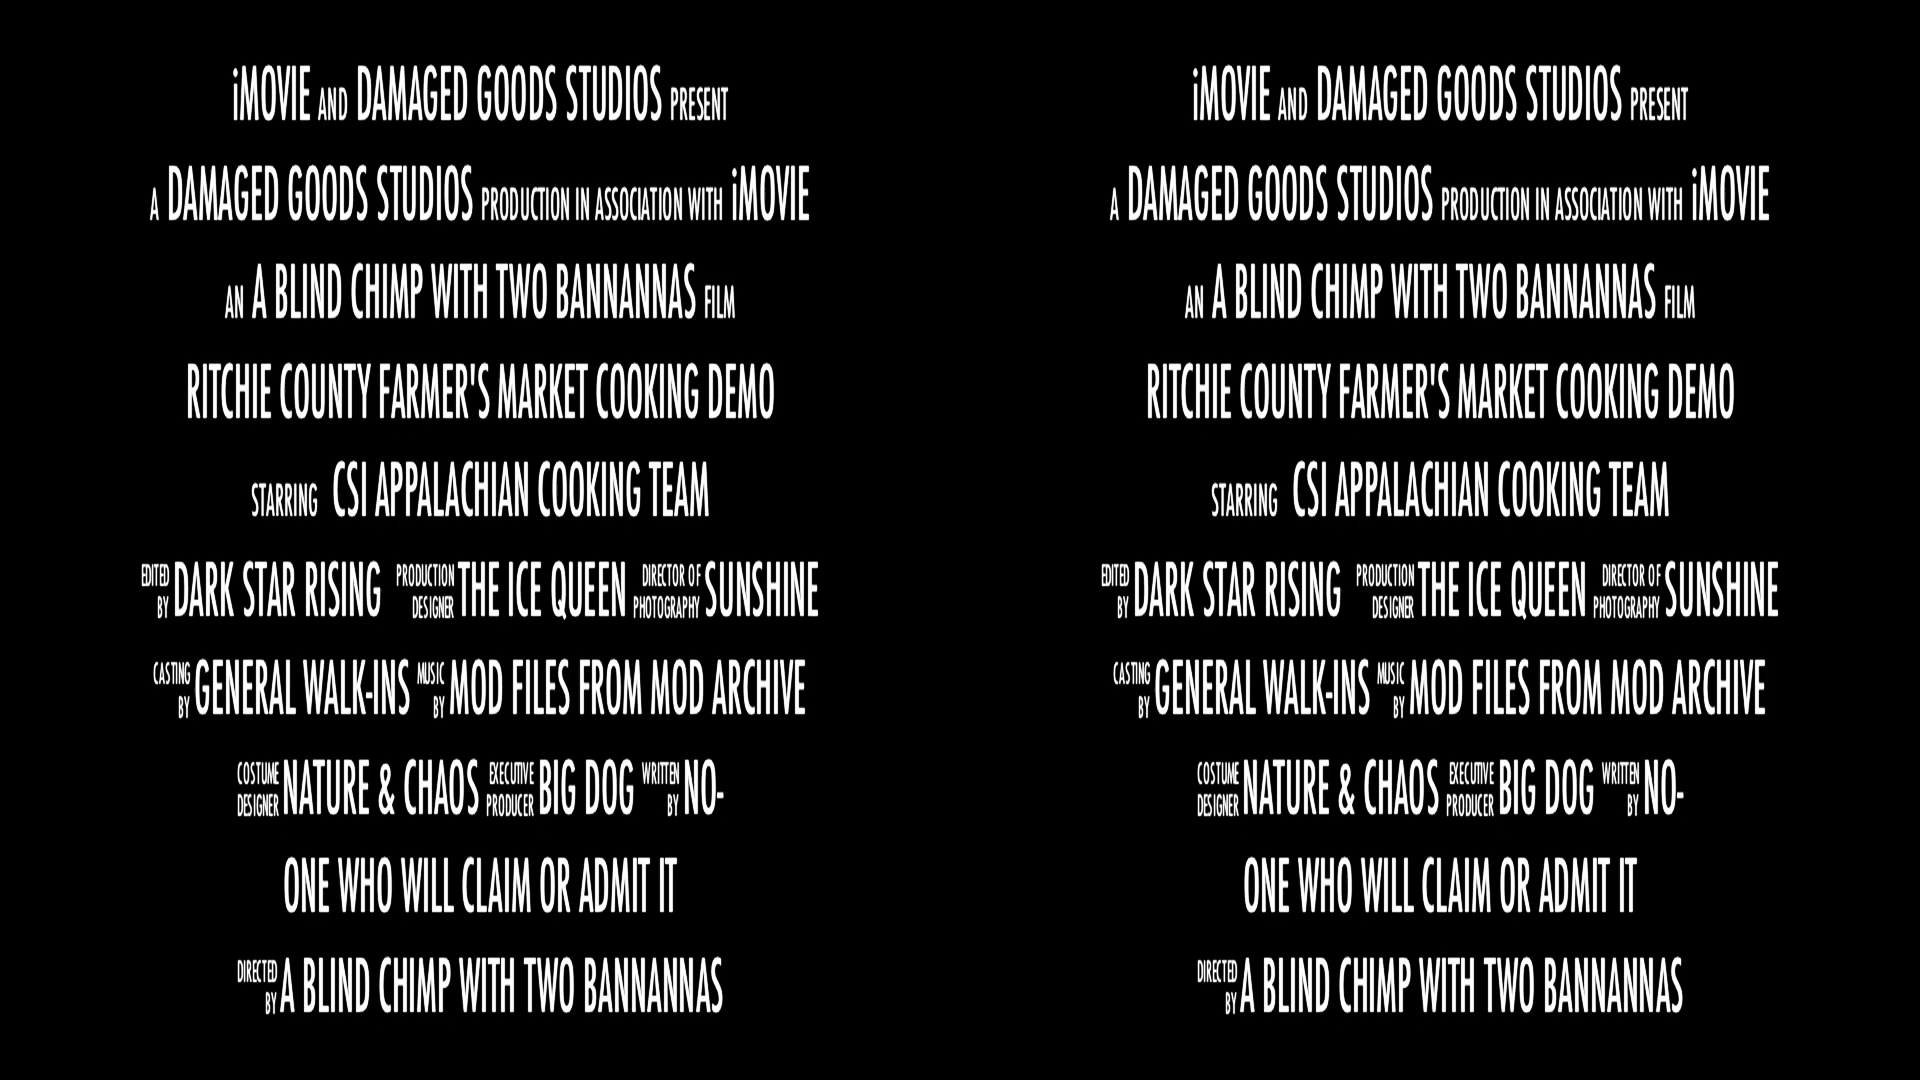 iMOVIE AND DAMAGED GOODS STUDIOS PRESENT
A DAMAGED GOODS STUDIOS PRODUCTION IN ASSOCIATION WITH iMOVIE
AN A BLIND CHIMP WITH TWO BANNANNAS FILM
RITCHIE COUNTY FARMER'S MARKET COOKING DEMO
STARRING CSI APPALACHIAN COOKING TEAM
EDITED BY DARK STAR RISING PRODUCTION DESIGNER THE ICE QUEEN DIRECTOR OF PHOTOGRAPHY SUNSHINE
CASTING BY GENERAL WALK-INS MUSIC BY MOD FILES FROM MOD ARCHIVE
COSTUME DESIGNER NATURE & CHAOS EXECUTIVE PRODUCER BIG DOG WRITTEN BY NO-
ONE WHO WILL CLAIM OR ADMIT IT
DIRECTED BY A BLIND CHIMP WITH TWO BANNANNAS
iMOVIE AND DAMAGED GOODS STUDIOS PRESENT
A DAMAGED GOODS STUDIOS PRODUCTION IN ASSOCIATION WITH iMOVIE
AN A BLIND CHIMP WITH TWO BANNANNAS FILM
RITCHIE COUNTY FARMER'S MARKET COOKING DEMO
STARRING CSI APPALACHIAN COOKING TEAM
EDITED BY DARK STAR RISING PRODUCTION DESIGNER THE ICE QUEEN DIRECTOR OF PHOTOGRAPHY SUNSHINE
CASTING BY GENERAL WALK-INS MUSIC BY MOD FILES FROM MOD ARCHIVE
COSTUME DESIGNER NATURE & CHAOS EXECUTIVE PRODUCER BIG DOG WRITTEN BY NO-
ONE WHO WILL CLAIM OR ADMIT IT
DIRECTED BY A BLIND CHIMP WITH TWO BANNANNAS